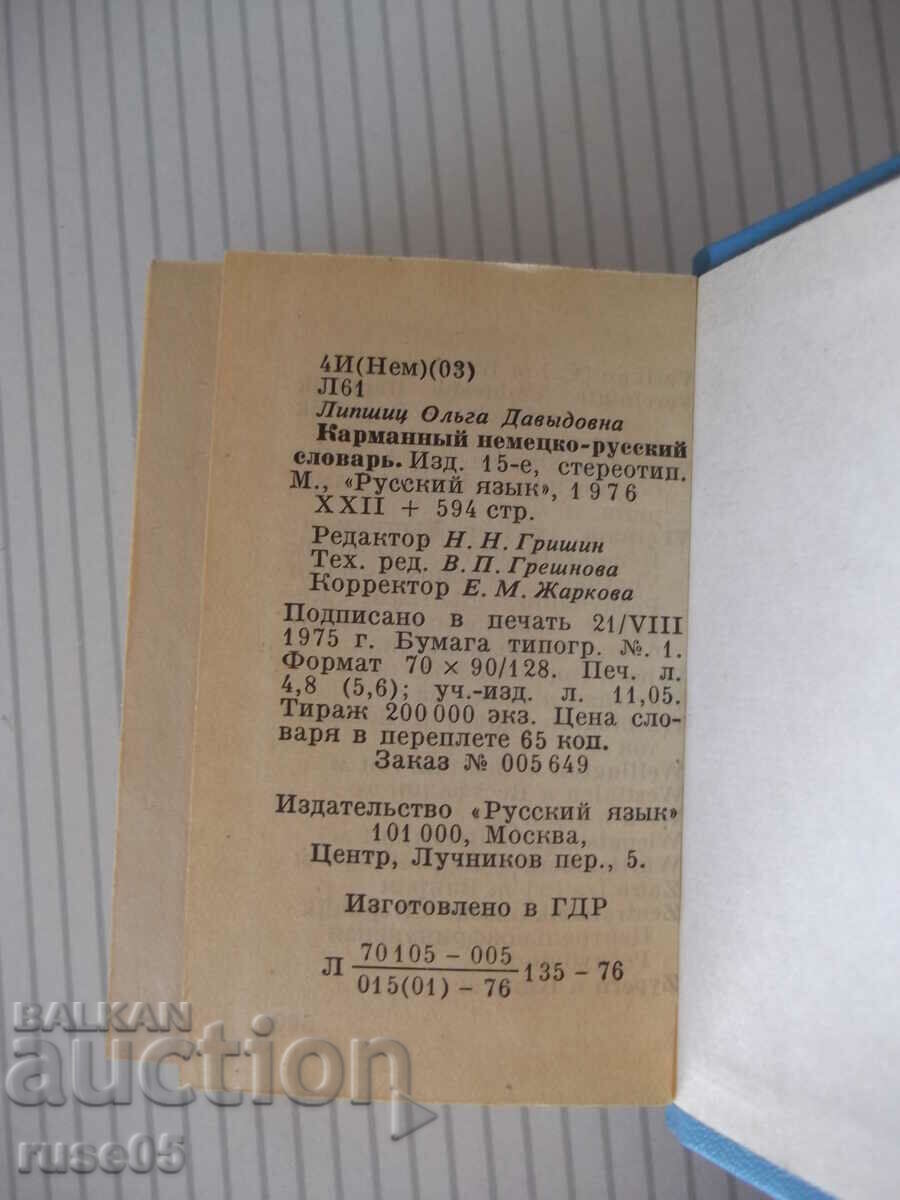 4И(Нем)(03)
Л61
Липшиц Ольга Давыдовна
Карманный немецко-русский
словарь. Изд. 15-е, стереотип.
М., «Русский язык», 1976
XXII + 594 стр.
Редактор Н. Н. Гришин
Тех. ред. В. П. Грешнова
Корректор Е. М. Жаркова
Подписано в печать 21/VIII
1975 г. Бумага типогр. №. 1.
Формат 70 × 90/128. Печ. л.
4,8 (5,6); уч.-изд. л. 11,05.
Тираж 200 000 экз. Цена сло-
варя в переплете 65 коп.
Заказ № 005 649
Издательство «Русский язык»
101 000, Москва,
Центр, Лучников пер., 5.
Изготовлено в ГДР
Л 70105 – 005 / 015(01) – 76 135 – 76
BALKAN
auction
ruse05